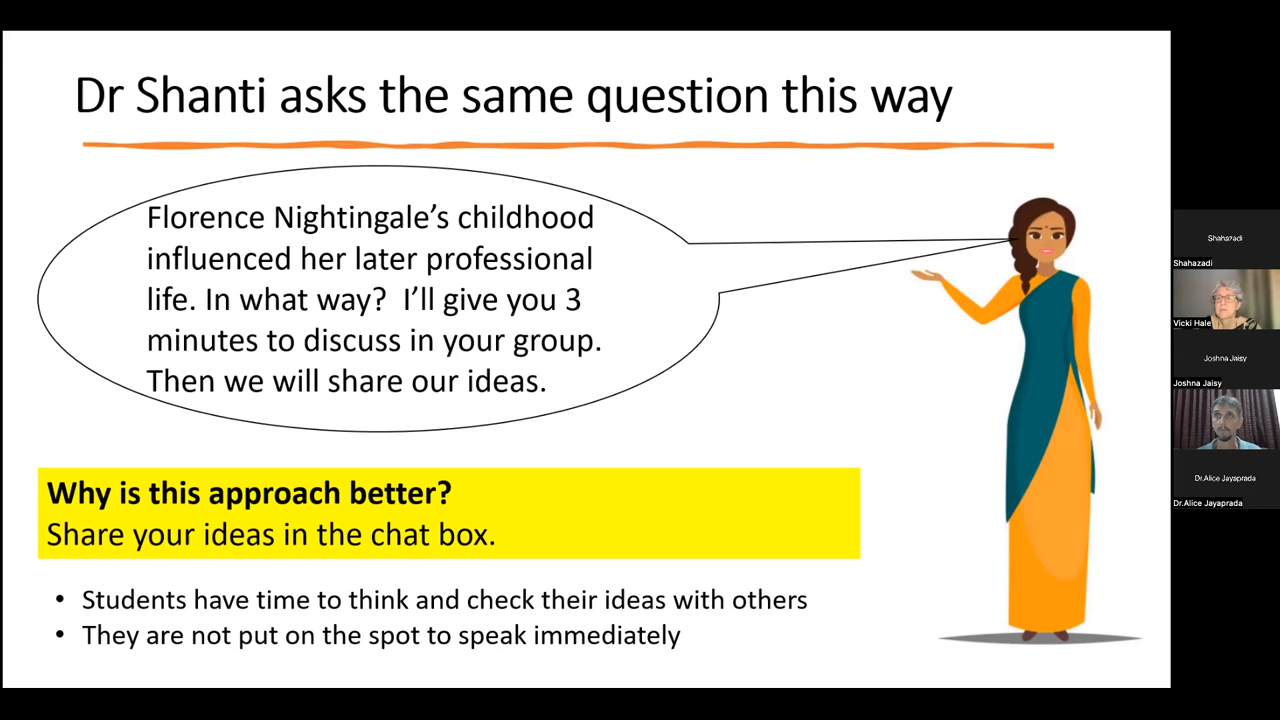 Dr Shanti asks the same question this way
Florence Nightingale’s childhood
influenced her later professional
life. In what way?  I’ll give you 3
minutes to discuss in your group.
Then we will share our ideas.
Why is this approach better?
Share your ideas in the chat box.
• Students have time to think and check their ideas with others
• They are not put on the spot to speak immediately
Shahazadi
Shahazadi
Vicki Hale
Joshna Jaisy
Joshna Jaisy
Dr.Alice Jayaprada
Dr.Alice Jayaprada